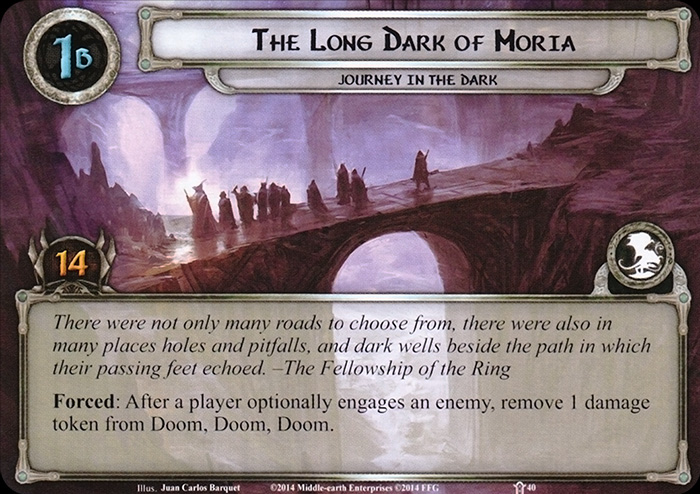 1B
THE LONG DARK OF MORIA
JOURNEY IN THE DARK
14
There were not only many roads to choose from, there were also in
many places holes and pitfalls, and dark wells beside the path in which
their passing feet echoed. –The Fellowship of the Ring
Forced: After a player optionally engages an enemy, remove 1 damage
token from Doom, Doom, Doom.
Illus. Juan Carlos Barquet ©2014 Middle-earth Enterprises ©2014 FFG 40